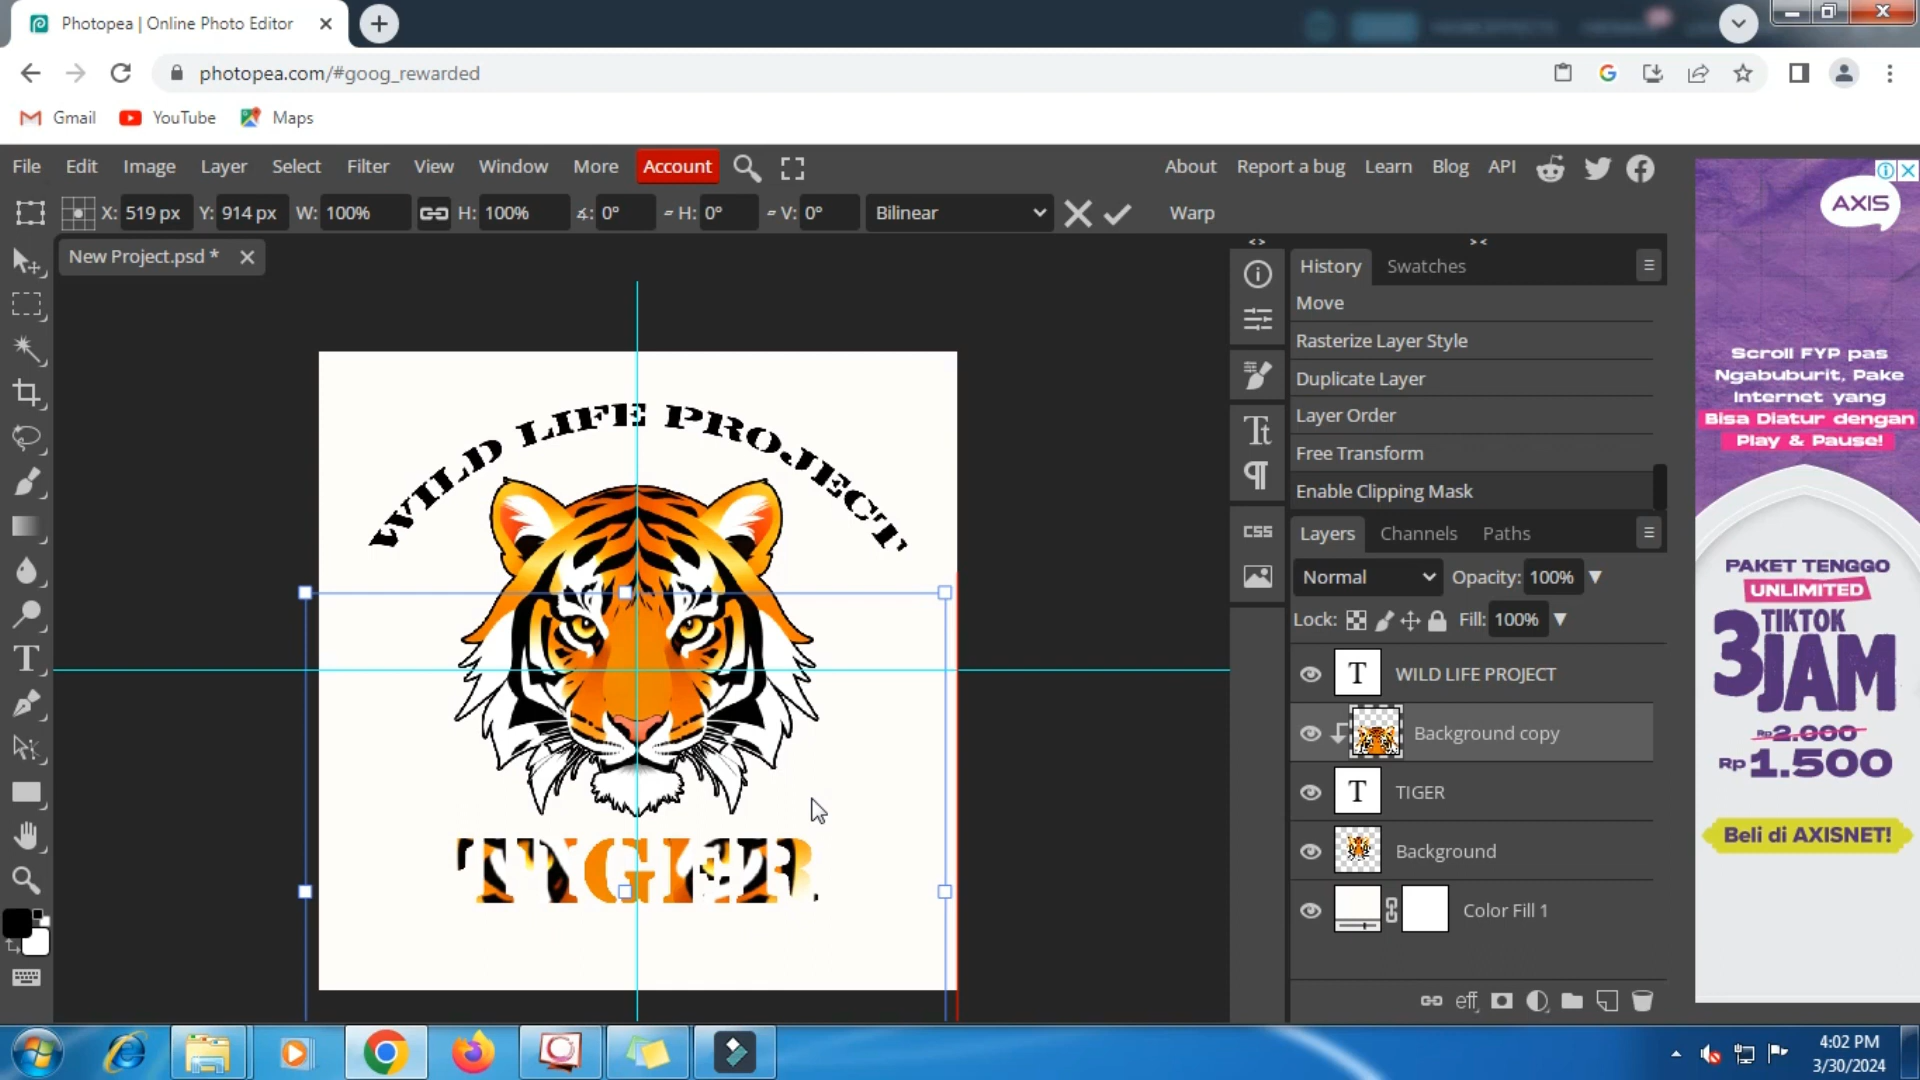 Photopea | Online Photo Editor
photopea.com/#goog_rewarded
Gmail YouTube Maps
File Edit Image Layer Select Filter View Window More Account About Report a bug Learn Blog API
X: 519 px Y: 914 px W: 100% H: 100% ∡: 0° H: 0° V: 0° Bilinear Warp
New Project.psd *
< >
> <
History Swatches
Move
Rasterize Layer Style
Duplicate Layer
Layer Order
Free Transform
Enable Clipping Mask
CSS
Layers Channels Paths
Normal Opacity: 100%
Lock: Fill: 100%
T WILD LIFE PROJECT
Background copy
T TIGER
Background
Color Fill 1
eff
WILD LIFE PROJECT
TIGER
AXIS
Scroll FYP pas
Ngabuburit, Pake
Internet yang
Bisa Diatur dengan
Play & Pause!
PAKET TENGGO
UNLIMITED
TIKTOK
3JAM
Rp2.000
Rp1.500
Beli di AXISNET!
4:02 PM
3/30/2024